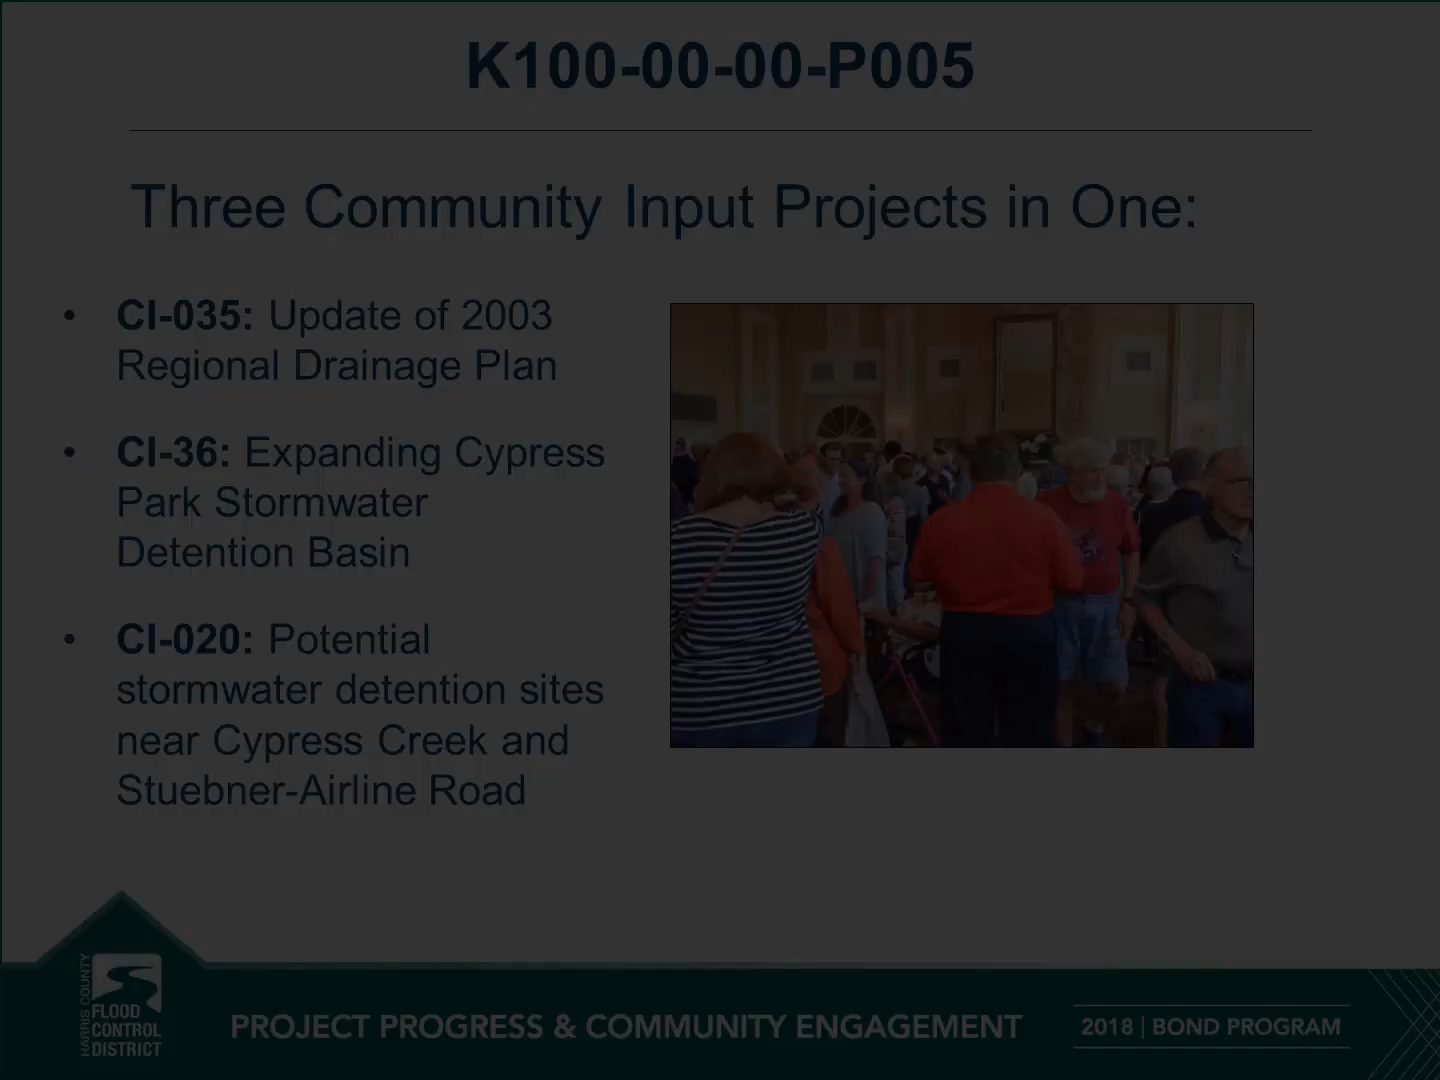 K100-00-00-P005
Three Community Input Projects in One:
• CI-035: Update of 2003
Regional Drainage Plan
• CI-36: Expanding Cypress
Park Stormwater
Detention Basin
• CI-020: Potential
stormwater detention sites
near Cypress Creek and
Stuebner-Airline Road
HARRIS COUNTY
FLOOD
CONTROL
DISTRICT
PROJECT PROGRESS & COMMUNITY ENGAGEMENT
2018 | BOND PROGRAM